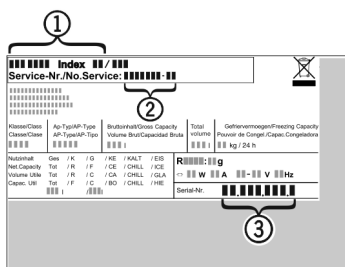 1
Index /
Service-Nr./No.Service: -
2
Klasse/Class Ap-Typ/AP-Type Bruttoinhalt/Gross Capacity Total Gefriervermoegen/Freezing Capacity
Classe/Clase AP-Type/AP-Tipo Volume Brut/Capacidad Bruta volume Pouvoir de Congel./Capac.Congeladora
l l kg / 24 h
Nutzinhalt Ges / K / G / KE / KALT / EIS
Net.Capacity Tot / R / F / CE / CHILL / ICE
Volume Utile Tot / R / C / CA / CHILL / GLA
Capac. Util Tot / F / C / BO / CHILL / HIE
l / l
R : g
W A - V Hz
Serial-Nr.
3